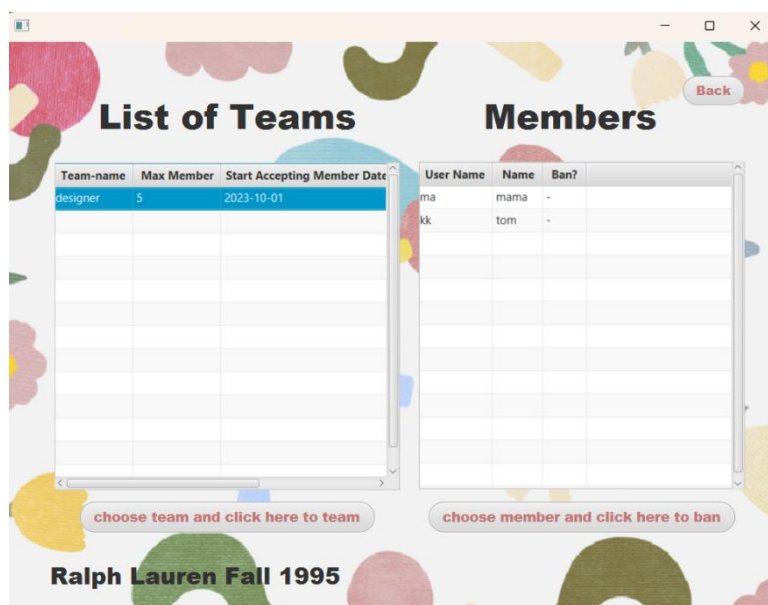 Back
List of Teams
Members
Team-name Max Member Start Accepting Member Date
designer 5 2023-10-01
User Name Name Ban?
ma mama -
kk tom -
choose team and click here to team
choose member and click here to ban
Ralph Lauren Fall 1995